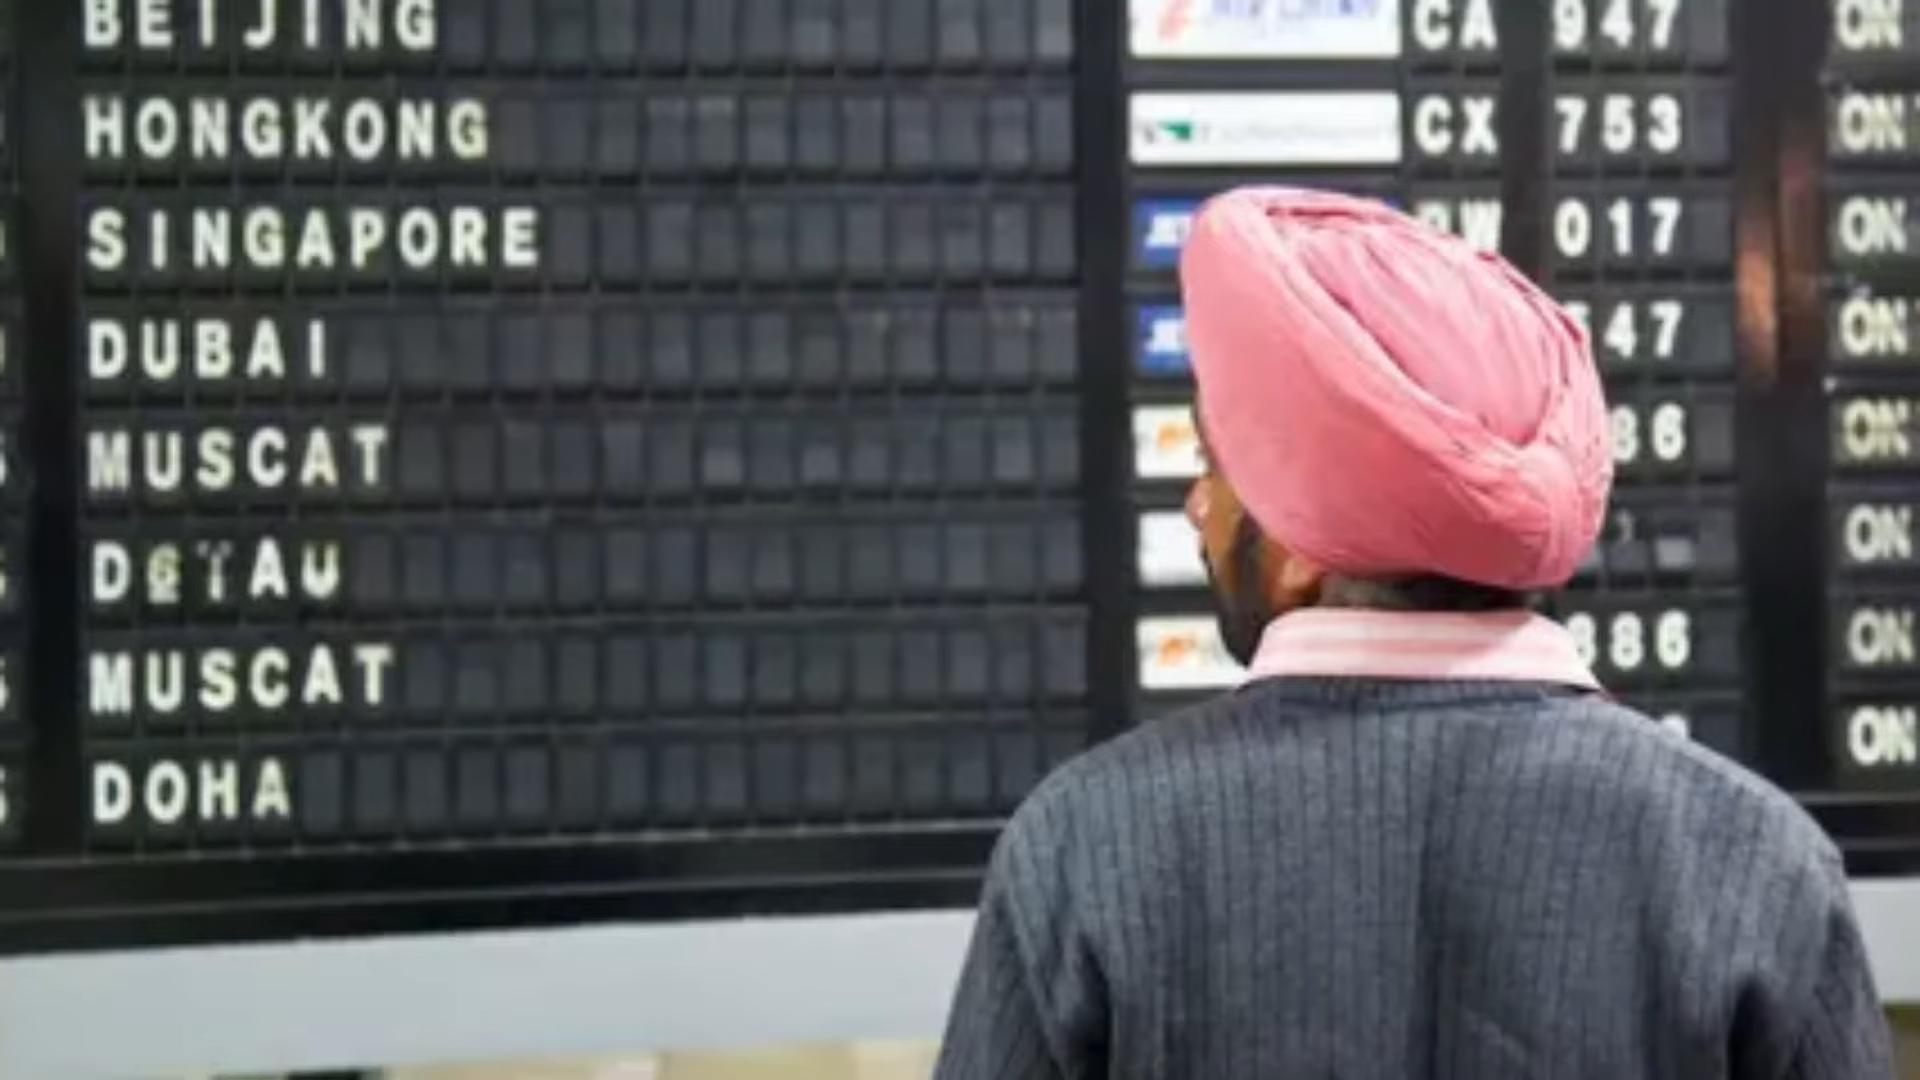 BEIJING CA 947 ON
HONGKONG CX 753 ON
SINGAPORE W 017 ON
DUBAI 47 ON
MUSCAT 86 ON
ON
MUSCAT 886 ON
DOHA ON